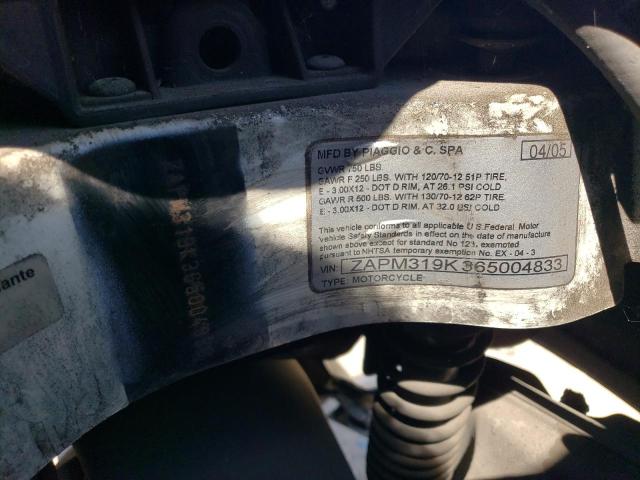 MFD BY PIAGGIO & C. SPA 04/05
GVWR 750 LBS.
GAWR F 250 LBS. WITH 120/70-12 51P TIRE,
E - 3.00X12 - DOT D RIM, AT 26.1 PSI COLD
GAWR R 500 LBS. WITH 130/70-12 62P TIRE,
E - 3.00X12 - DOT D RIM, AT 32.0 PSI COLD
This vehicle conforms to all applicable U.S.Federal Motor
Vehicle Safety Standards in effect on the date of manufacture
shown above except for standard No 123, exempted
pursuant to NHTSA temporary exemption No. EX - 04 - 3
VIN: ZAPM319K365004833
TYPE: MOTORCYCLE